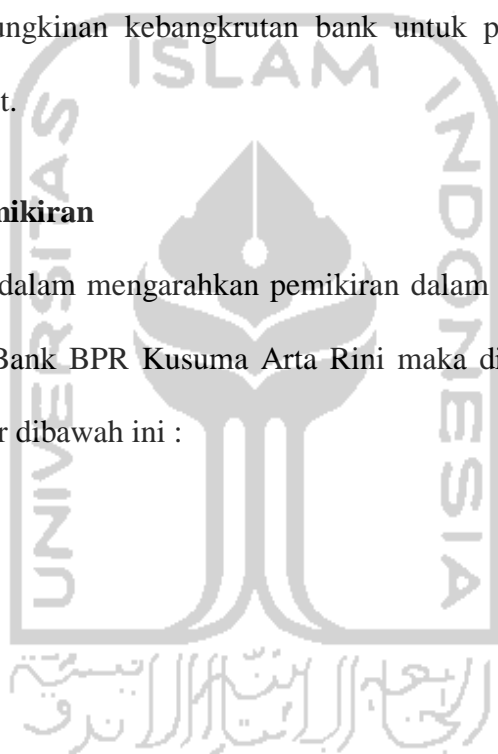 ungkinan kebangkrutan bank untuk p
t.
mikiran
dalam mengarahkan pemikiran dalam
Bank BPR Kusuma Arta Rini maka di
r dibawah ini :
UNIVERSITAS
ISLAM
INDONESIA